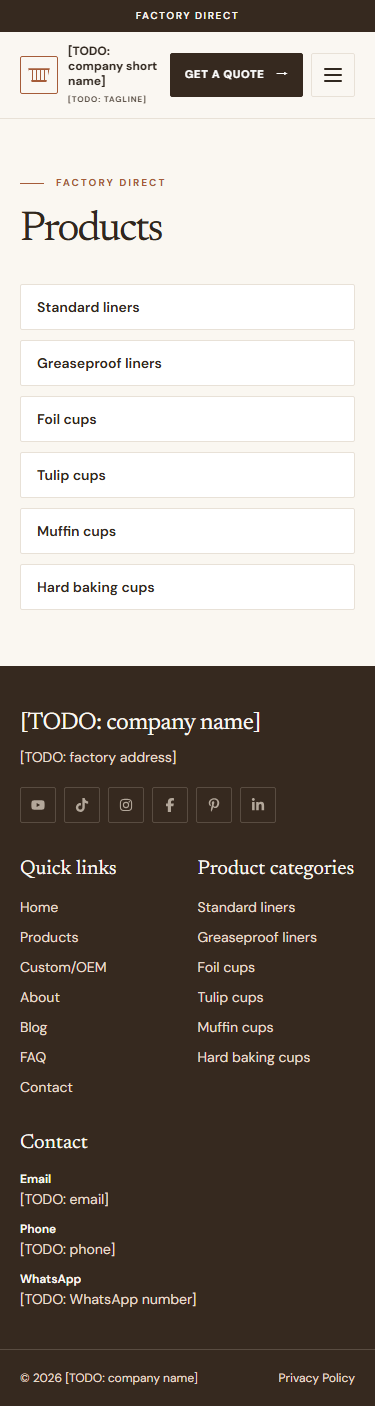 FACTORY DIRECT
[TODO:
company short
name]
[TODO: TAGLINE]
GET A QUOTE →
FACTORY DIRECT
Products
Standard liners
Greaseproof liners
Foil cups
Tulip cups
Muffin cups
Hard baking cups
[TODO: company name]
[TODO: factory address]
Quick links
Home
Products
Custom/OEM
About
Blog
FAQ
Contact
Product categories
Standard liners
Greaseproof liners
Foil cups
Tulip cups
Muffin cups
Hard baking cups
Contact
Email
[TODO: email]
Phone
[TODO: phone]
WhatsApp
[TODO: WhatsApp number]
© 2026 [TODO: company name]
Privacy Policy